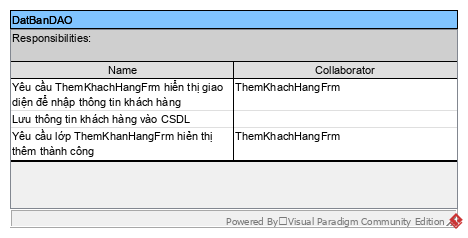 DatBanDAO
Responsibilities:
Name Collaborator
Yêu cầu ThemKhachHangFrm hiển thị giao ThemKhachHangFrm
diện để nhập thông tin khách hàng
Lưu thông tin khách hàng vào CSDL
Yêu cầu lớp ThemKhanHangFrm hiển thị ThemKhachHangFrm
thêm thành công
Powered By□Visual Paradigm Community Edition